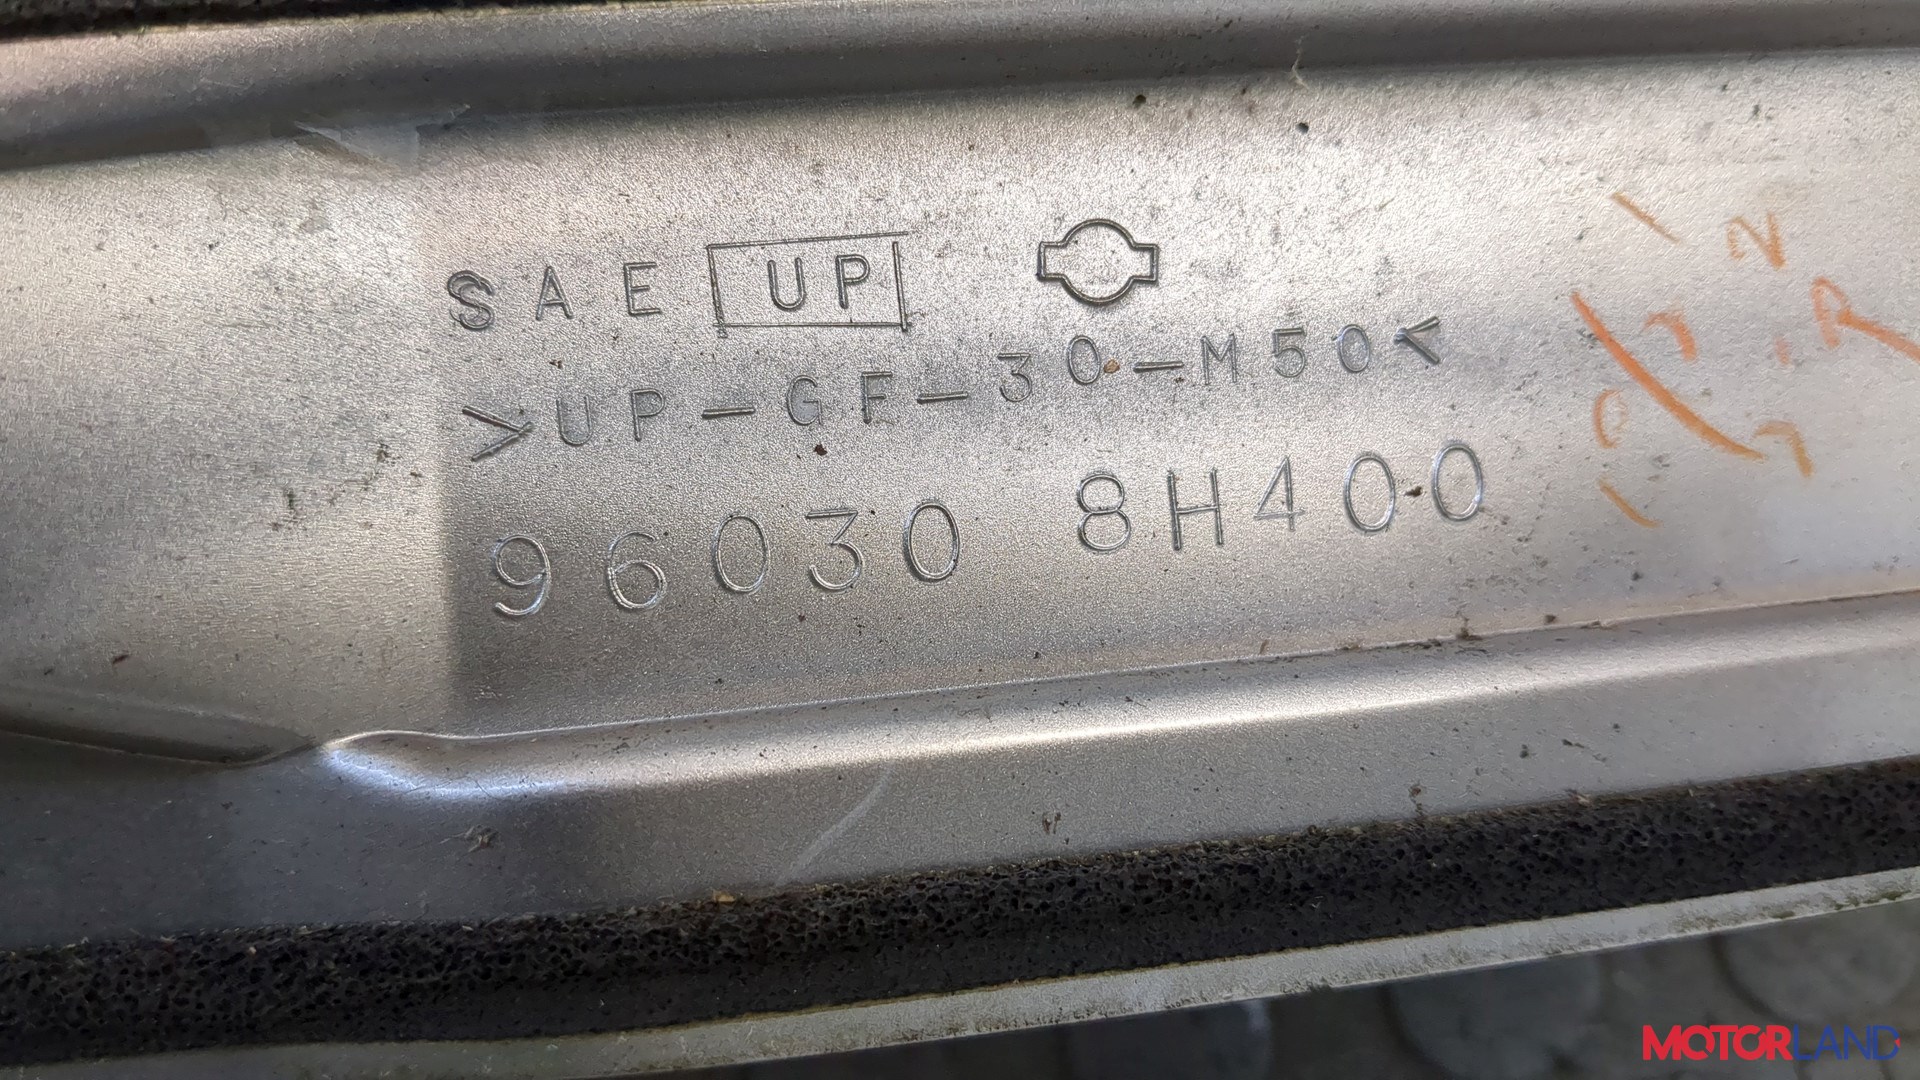 SAE UP
>UP-GF-30-M50<
96030 8H400
MOTORLAND